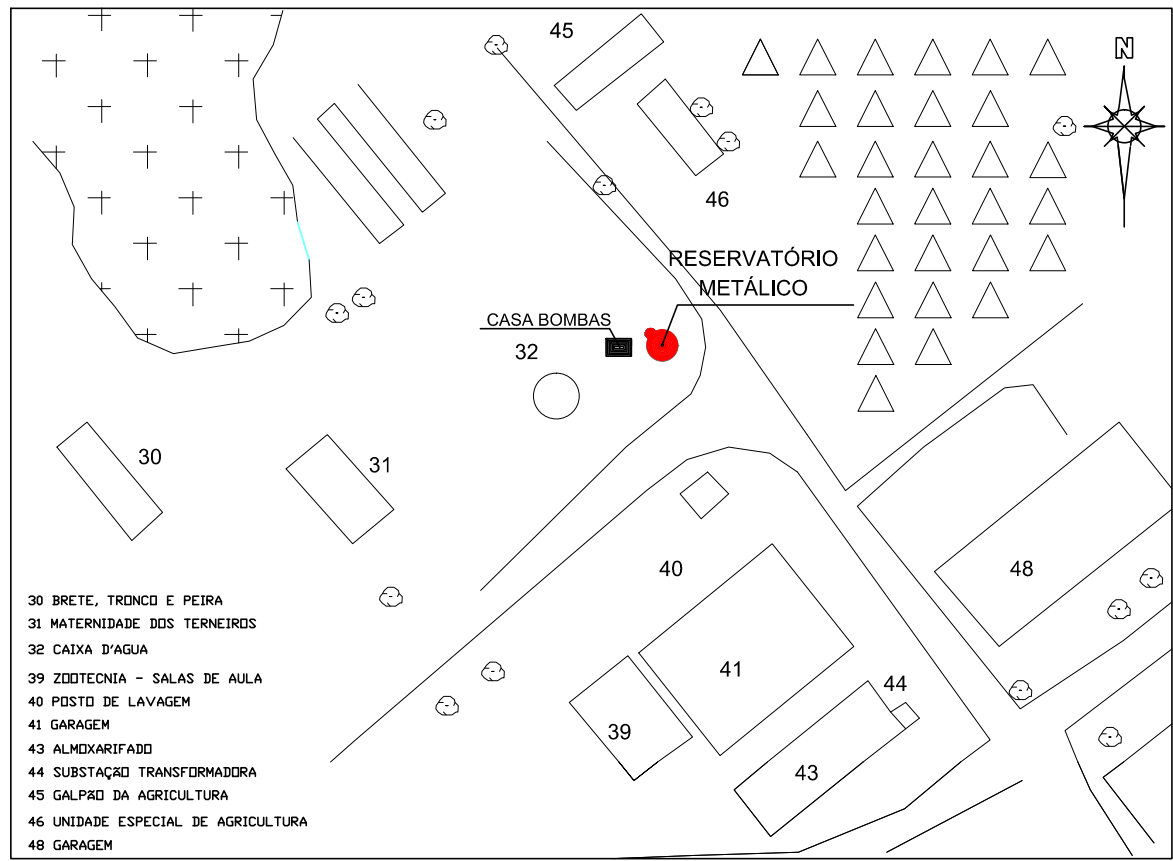 45
N
46
RESERVATÓRIO
METÁLICO
CASA BOMBAS
32
30
31
40
48
41
44
39
43
30 BRETE, TRONCO E PEIRA
31 MATERNIDADE DOS TERNEIROS
32 CAIXA D'AGUA
39 ZOOTECNIA - SALAS DE AULA
40 POSTO DE LAVAGEM
41 GARAGEM
43 ALMOXARIFADO
44 SUBSTAÇÃO TRANSFORMADORA
45 GALPÃO DA AGRICULTURA
46 UNIDADE ESPECIAL DE AGRICULTURA
48 GARAGEM